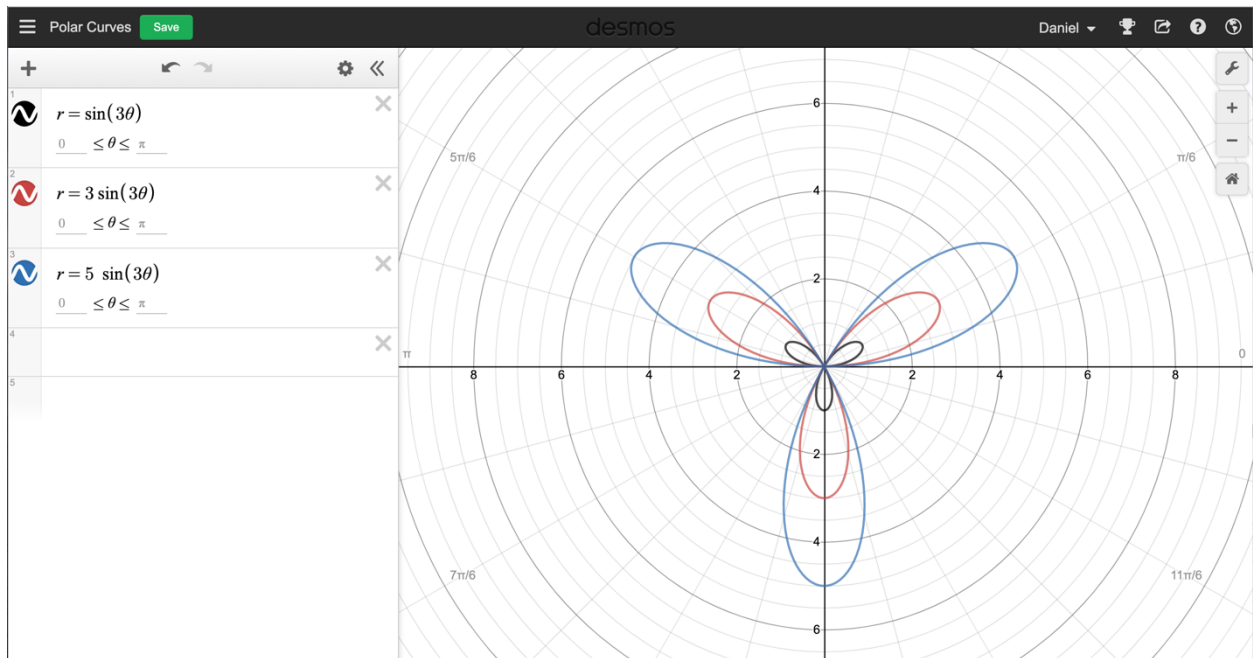 Polar Curves Save desmos Daniel
1
r = sin(3θ)
0 ≤ θ ≤ π
2
r = 3 sin(3θ)
0 ≤ θ ≤ π
3
r = 5 sin(3θ)
0 ≤ θ ≤ π
4
5
6
5π/6 π/6
4
2
π 0
8 6 4 2 2 4 6 8
2
4
7π/6 11π/6
6